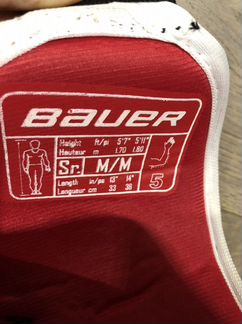 BAUER
Height ft/pi 5'7" 5'11"
Hauteur m 1.70 1.80
Sr. M/M
Length in/po 13" 14"
Longueur cm 33 36
5